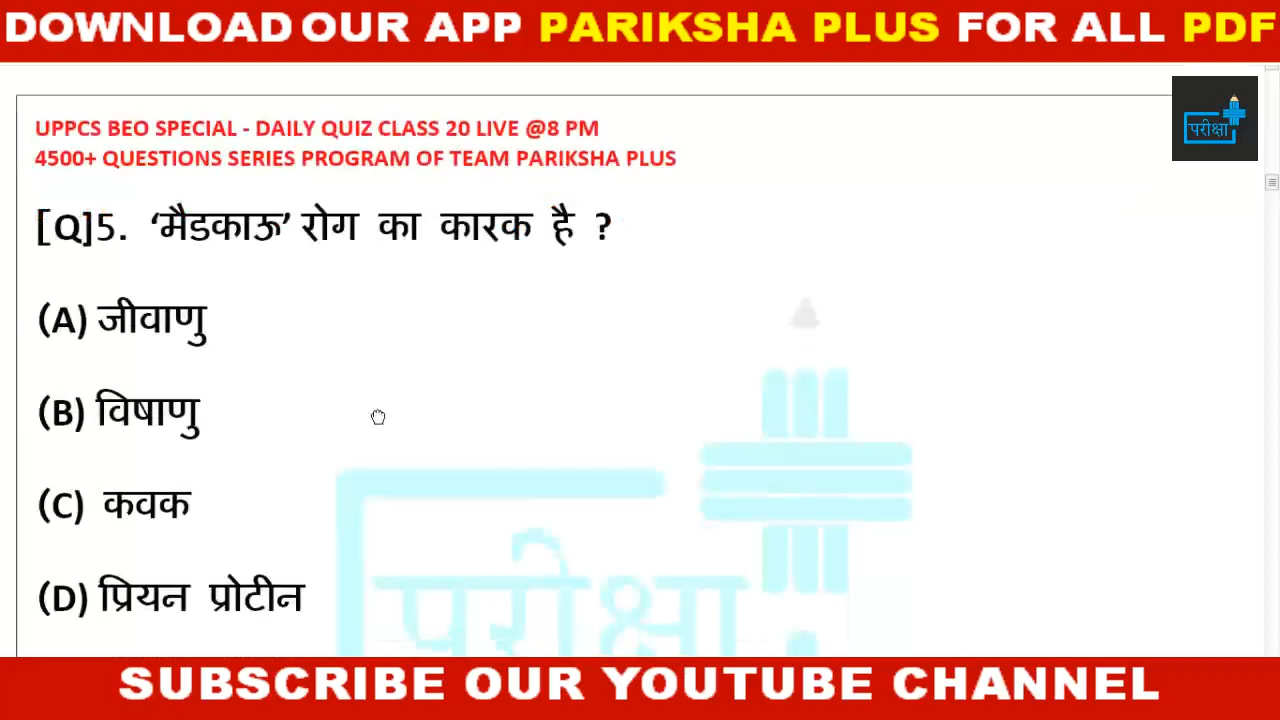 DOWNLOAD OUR APP PARIKSHA PLUS FOR ALL PDF
परीक्षा
UPPCS BEO SPECIAL - DAILY QUIZ CLASS 20 LIVE @8 PM
4500+ QUESTIONS SERIES PROGRAM OF TEAM PARIKSHA PLUS
[Q]5. ‘मैडकाऊ’ रोग का कारक है ?
(A) जीवाणु
(B) विषाणु
(C) कवक
(D) प्रियन प्रोटीन
परीक्षा
SUBSCRIBE OUR YOUTUBE CHANNEL